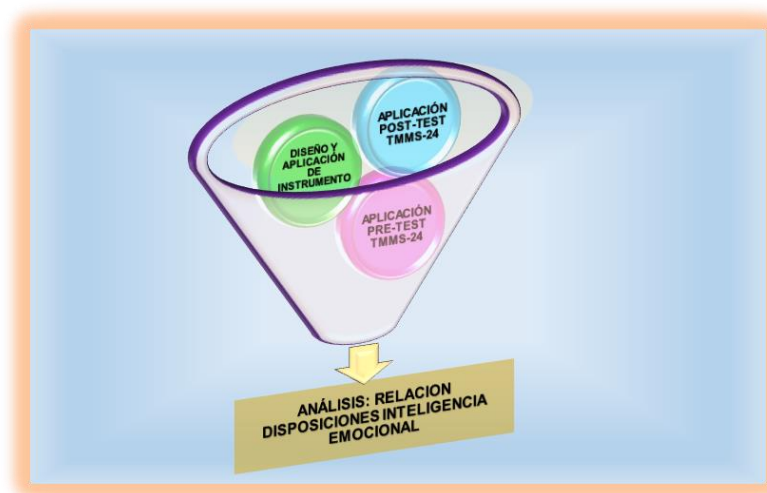 APLICACIÓN
POST-TEST
TMMS-24
DISEÑO Y
APLICACIÓN
DE
INSTRUMENTO
APLICACIÓN
PRE-TEST
TMMS-24
ANÁLISIS: RELACION
DISPOSICIONES INTELIGENCIA
EMOCIONAL